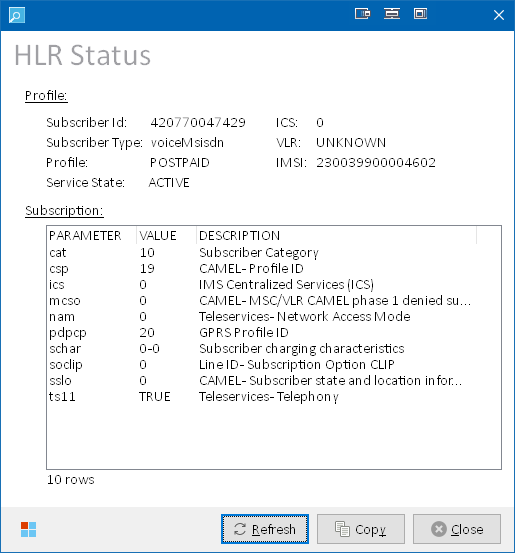 HLR Status
Profile:
Subscriber Id: 420770047429 ICS: 0
Subscriber Type: voiceMsisdn VLR: UNKNOWN
Profile: POSTPAID IMSI: 230039900004602
Service State: ACTIVE
Subscription:
PARAMETER VALUE DESCRIPTION
cat 10 Subscriber Category
csp 19 CAMEL- Profile ID
ics 0 IMS Centralized Services (ICS)
mcso 0 CAMEL- MSC/VLR CAMEL phase 1 denied su...
nam 0 Teleservices- Network Access Mode
pdpcp 20 GPRS Profile ID
schar 0-0 Subscriber charging characteristics
soclip 0 Line ID- Subscription Option CLIP
sslo 0 CAMEL- Subscriber state and location infor...
ts11 TRUE Teleservices- Telephony
10 rows
Refresh Copy Close